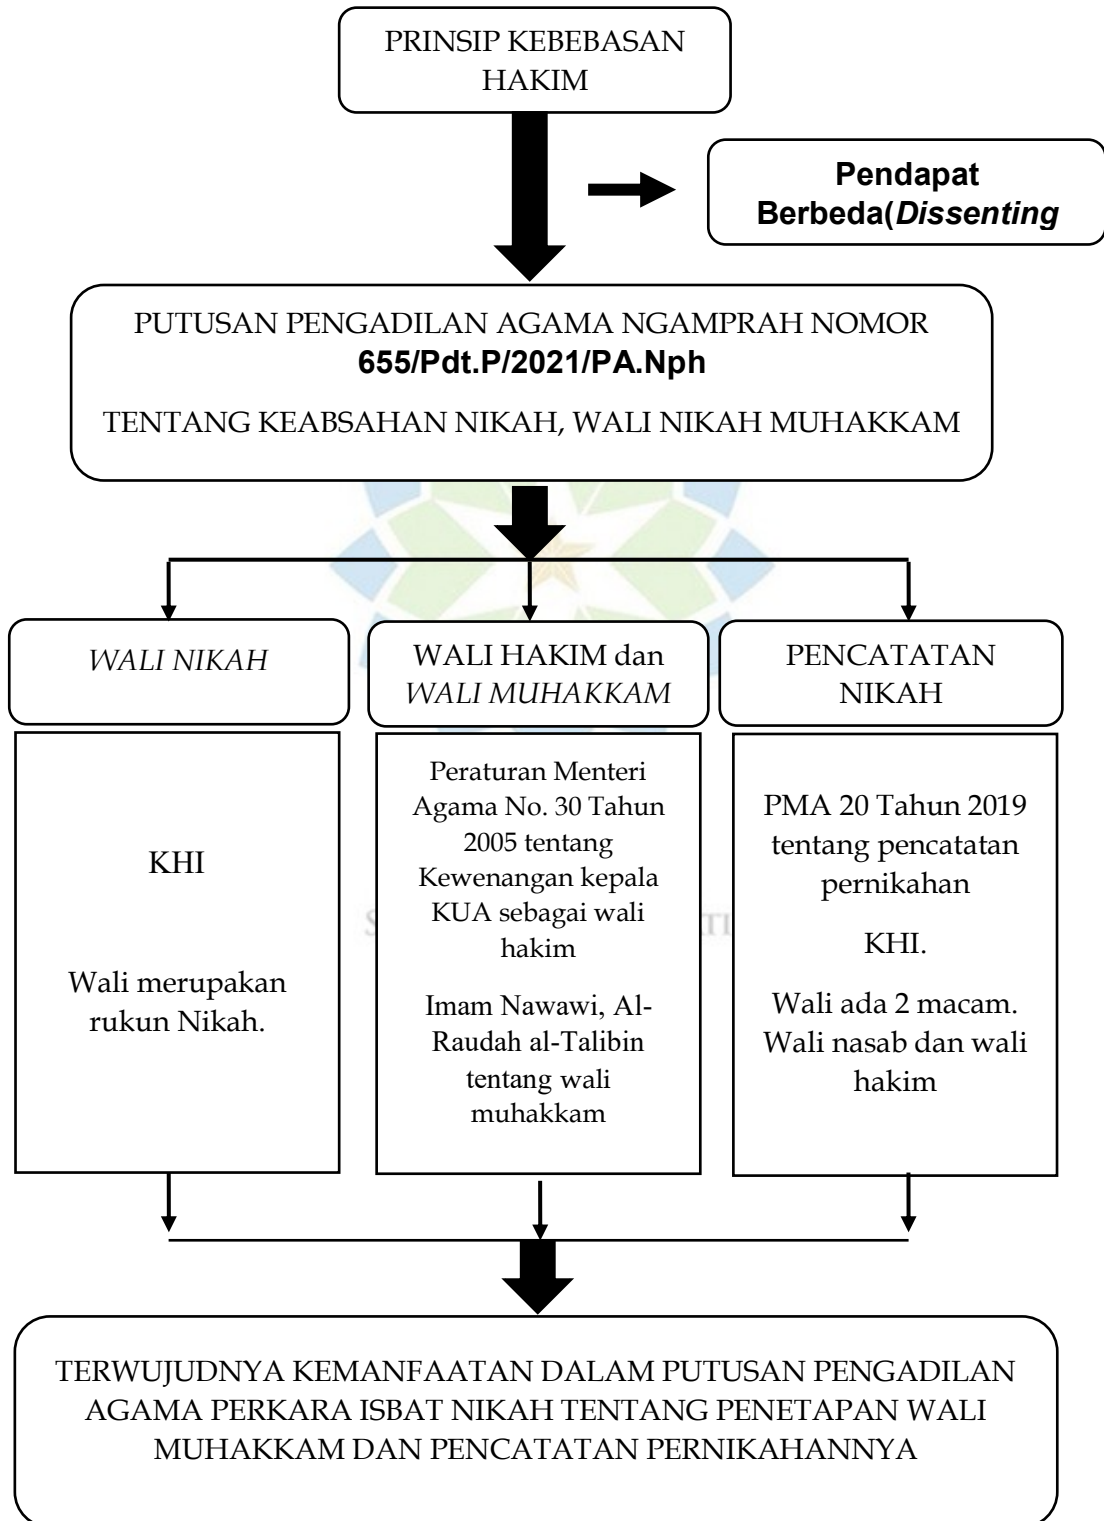 PRINSIP KEBEBASAN
HAKIM
Pendapat
Berbeda(Dissenting
PUTUSAN PENGADILAN AGAMA NGAMPRAH NOMOR
655/Pdt.P/2021/PA.Nph
TENTANG KEABSAHAN NIKAH, WALI NIKAH MUHAKKAM
WALI NIKAH
WALI HAKIM dan
WALI MUHAKKAM
PENCATATAN
NIKAH
KHI
Wali merupakan
rukun Nikah.
Peraturan Menteri
Agama No. 30 Tahun
2005 tentang
Kewenangan kepala
KUA sebagai wali
hakim
Imam Nawawi, Al-
Raudah al-Talibin
tentang wali
muhakkam
PMA 20 Tahun 2019
tentang pencatatan
pernikahan
KHI.
Wali ada 2 macam.
Wali nasab dan wali
hakim
TERWUJUDNYA KEMANFAATAN DALAM PUTUSAN PENGADILAN
AGAMA PERKARA ISBAT NIKAH TENTANG PENETAPAN WALI
MUHAKKAM DAN PENCATATAN PERNIKAHANNYA